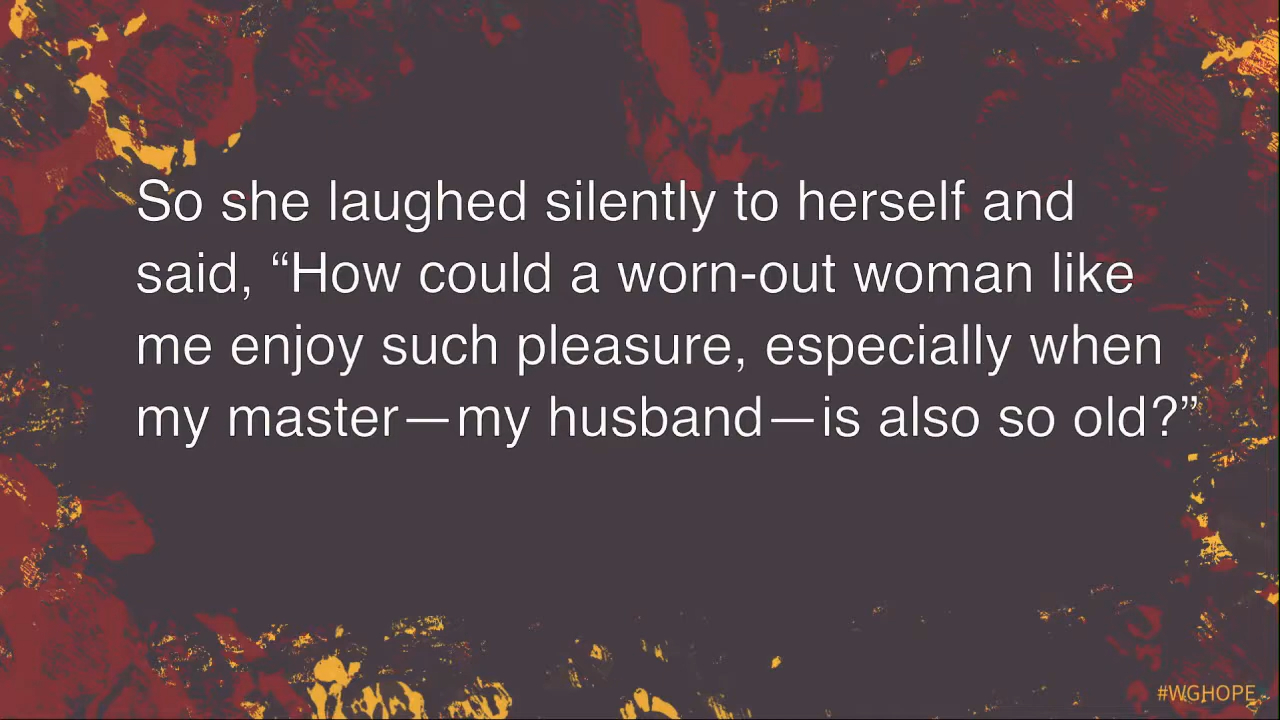 So she laughed silently to herself and
said, “How could a worn-out woman like
me enjoy such pleasure, especially when
my master—my husband—is also so old?”
#WGHOPE